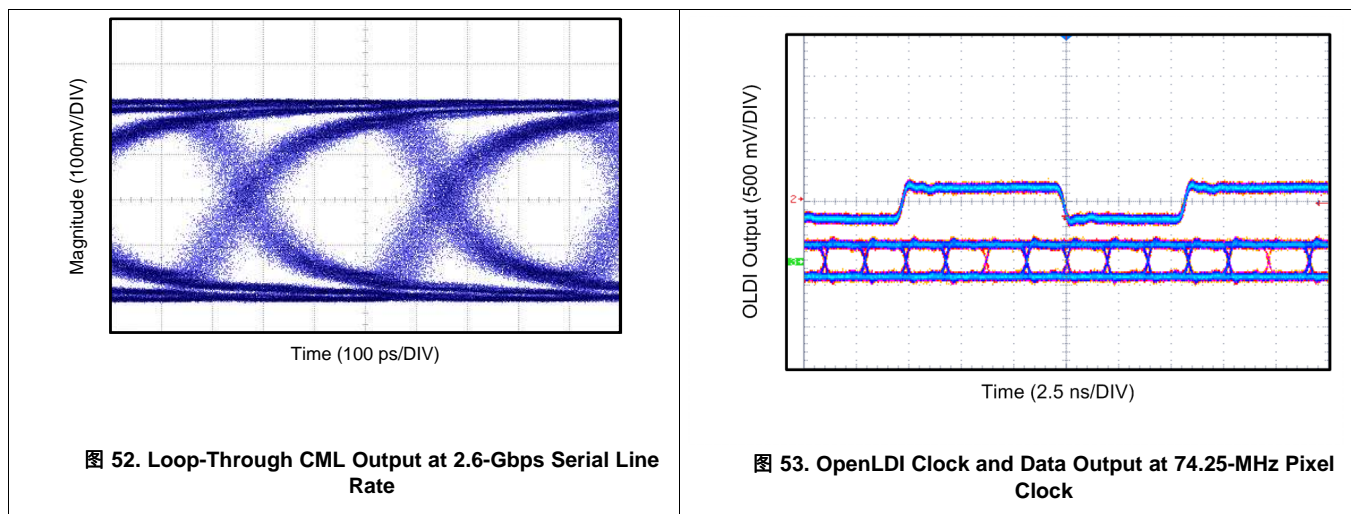 Magnitude (100mV/DIV)
Time (100 ps/DIV)
图 52. Loop-Through CML Output at 2.6-Gbps Serial Line
Rate
OLDI Output (500 mV/DIV)
2
Time (2.5 ns/DIV)
图 53. OpenLDI Clock and Data Output at 74.25-MHz Pixel
Clock